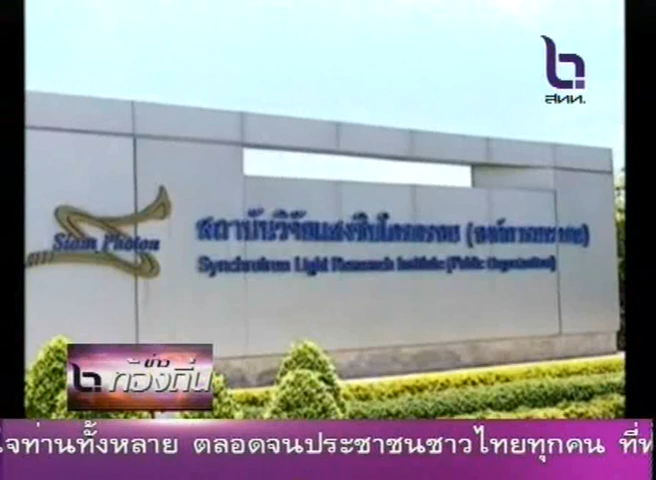 สทท.
สถาบันวิจัยแสงซินโครตรอน (องค์การมหาชน)
Siam Photon
Synchrotron Light Research Institute (Public Organization)
ข่าว
ท้องถิ่น
ใจท่านทั้งหลาย ตลอดจนประชาชนชาวไทยทุกคน ที่